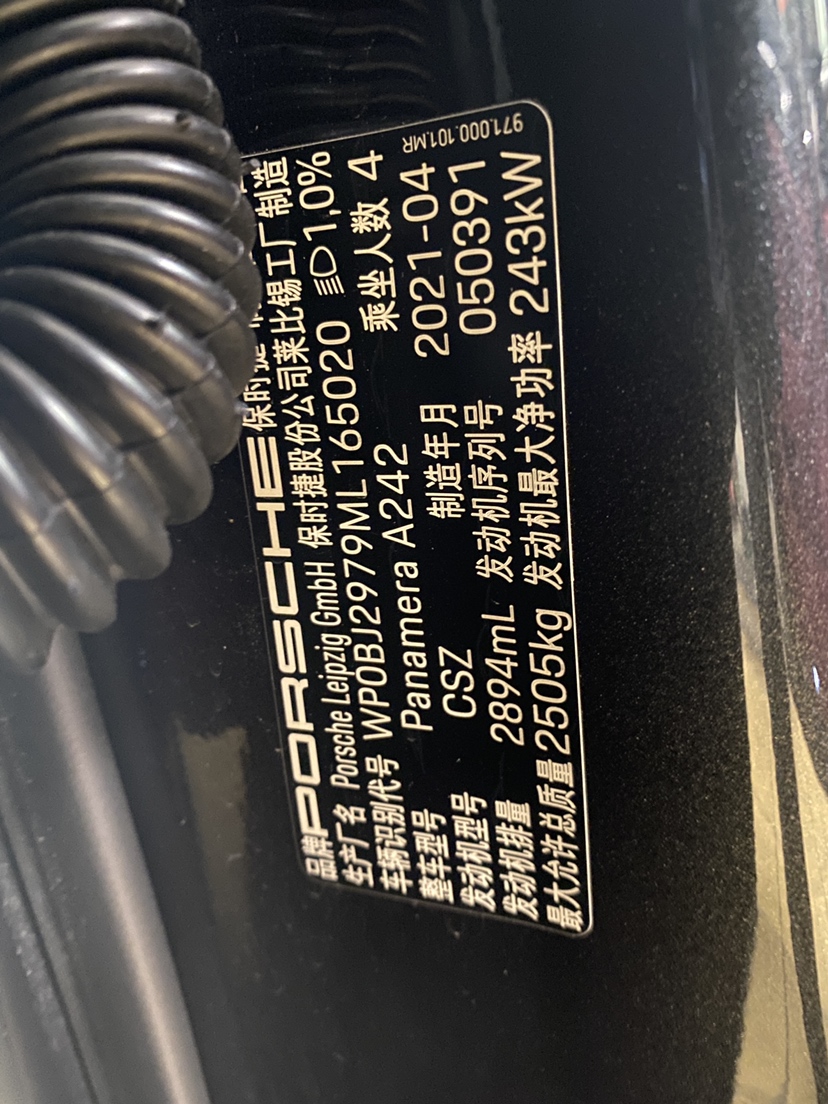 971.000.101.MR
品牌 PORSCHE 保时捷
生产厂名 Porsche Leipzig GmbH 保时捷股份公司莱比锡工厂制造
车辆识别代号 WP0BJ2979ML165020 1,0%
整车型号 Panamera A242 乘坐人数 4
发动机型号 CSZ 制造年月 2021-04
发动机排量 2894mL 发动机序列号 050391
最大允许总质量 2505kg 发动机最大净功率 243kW